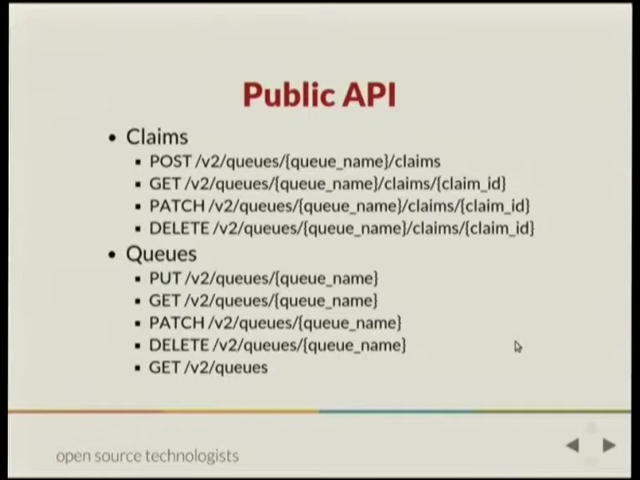 Public API
• Claims
▪ POST /v2/queues/{queue_name}/claims
▪ GET /v2/queues/{queue_name}/claims/{claim_id}
▪ PATCH /v2/queues/{queue_name}/claims/{claim_id}
▪ DELETE /v2/queues/{queue_name}/claims/{claim_id}
• Queues
▪ PUT /v2/queues/{queue_name}
▪ GET /v2/queues/{queue_name}
▪ PATCH /v2/queues/{queue_name}
▪ DELETE /v2/queues/{queue_name}
▪ GET /v2/queues
open source technologists